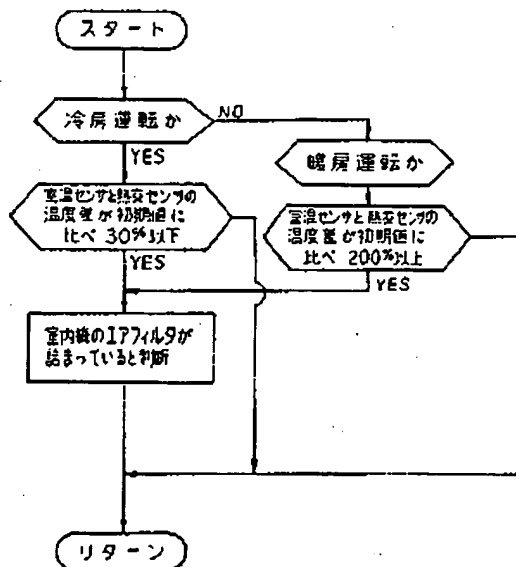 スタート
冷房運転か
NO
YES
暖房運転か
室温センサと熱交センサの
温度差が初期値に
比べ 30%以下
YES
室温センサと熱交センサの
温度差が初期値に
比べ 200%以上
YES
室内機のエアフィルタが
詰まっていると判断
リターン